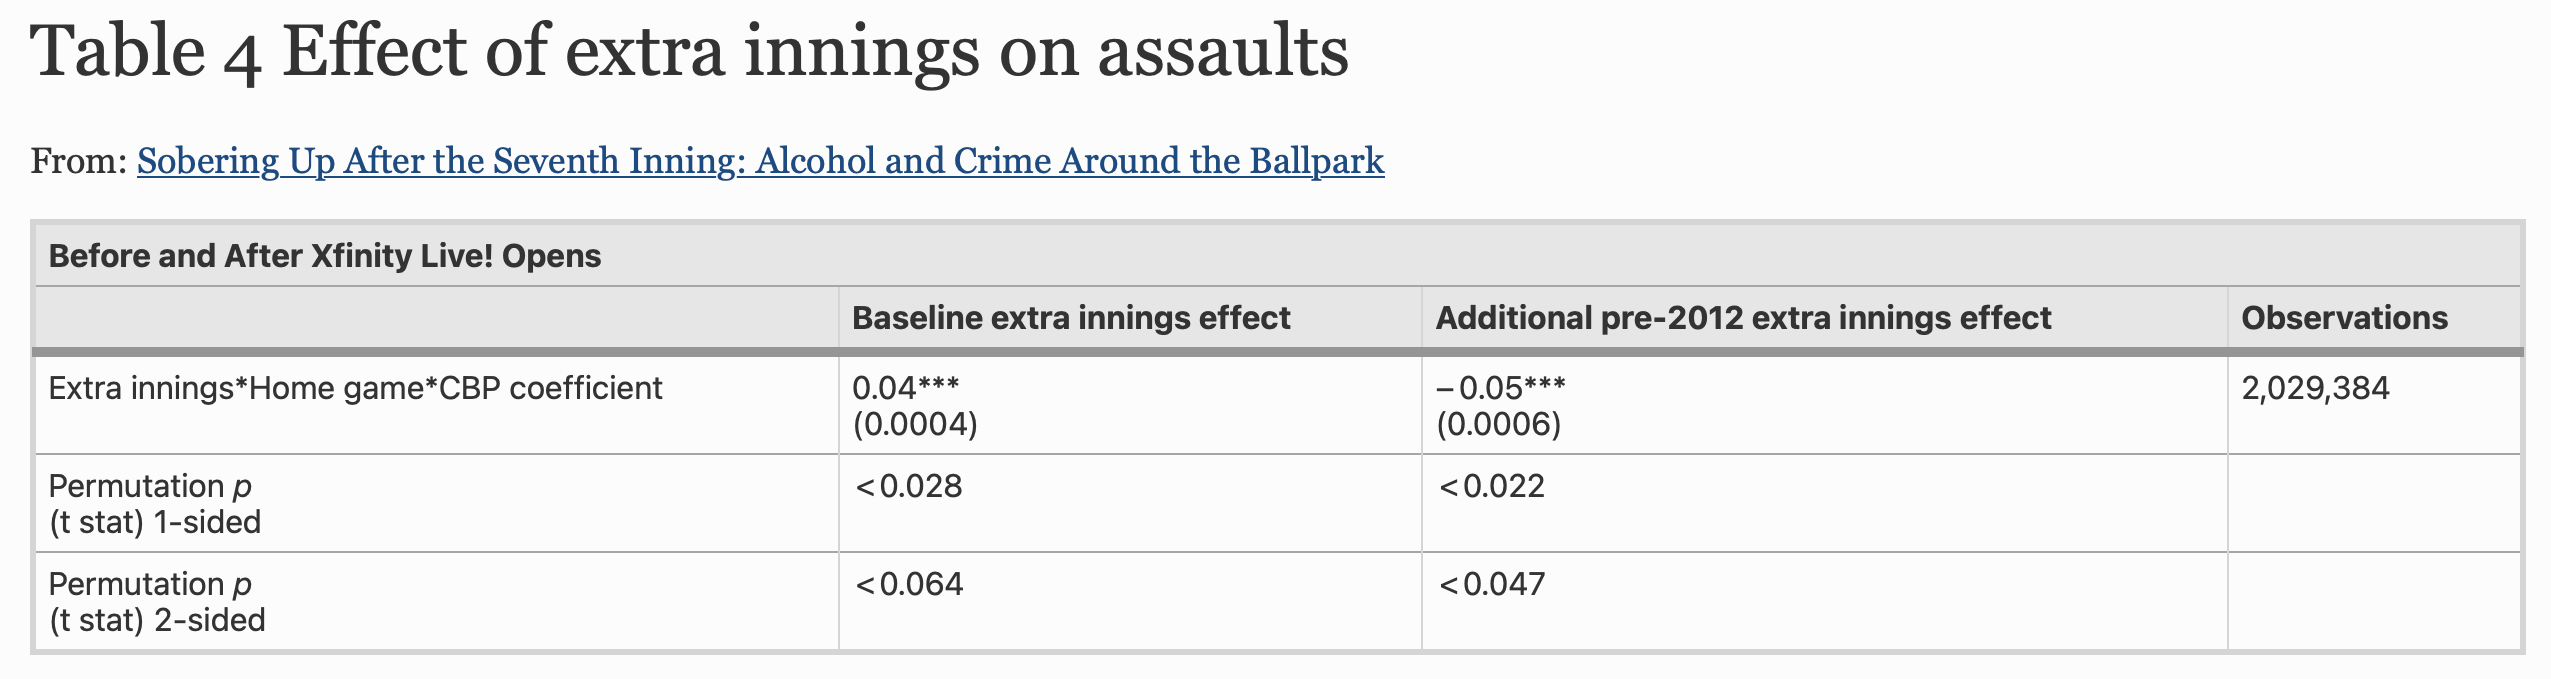 Table 4 Effect of extra innings on assaults
From: Sobering Up After the Seventh Inning: Alcohol and Crime Around the Ballpark
Before and After Xfinity Live! Opens
Baseline extra innings effect Additional pre-2012 extra innings effect Observations
Extra innings*Home game*CBP coefficient 0.04*** –0.05*** 2,029,384
(0.0004) (0.0006)
Permutation p <0.028 <0.022
(t stat) 1-sided
Permutation p <0.064 <0.047
(t stat) 2-sided